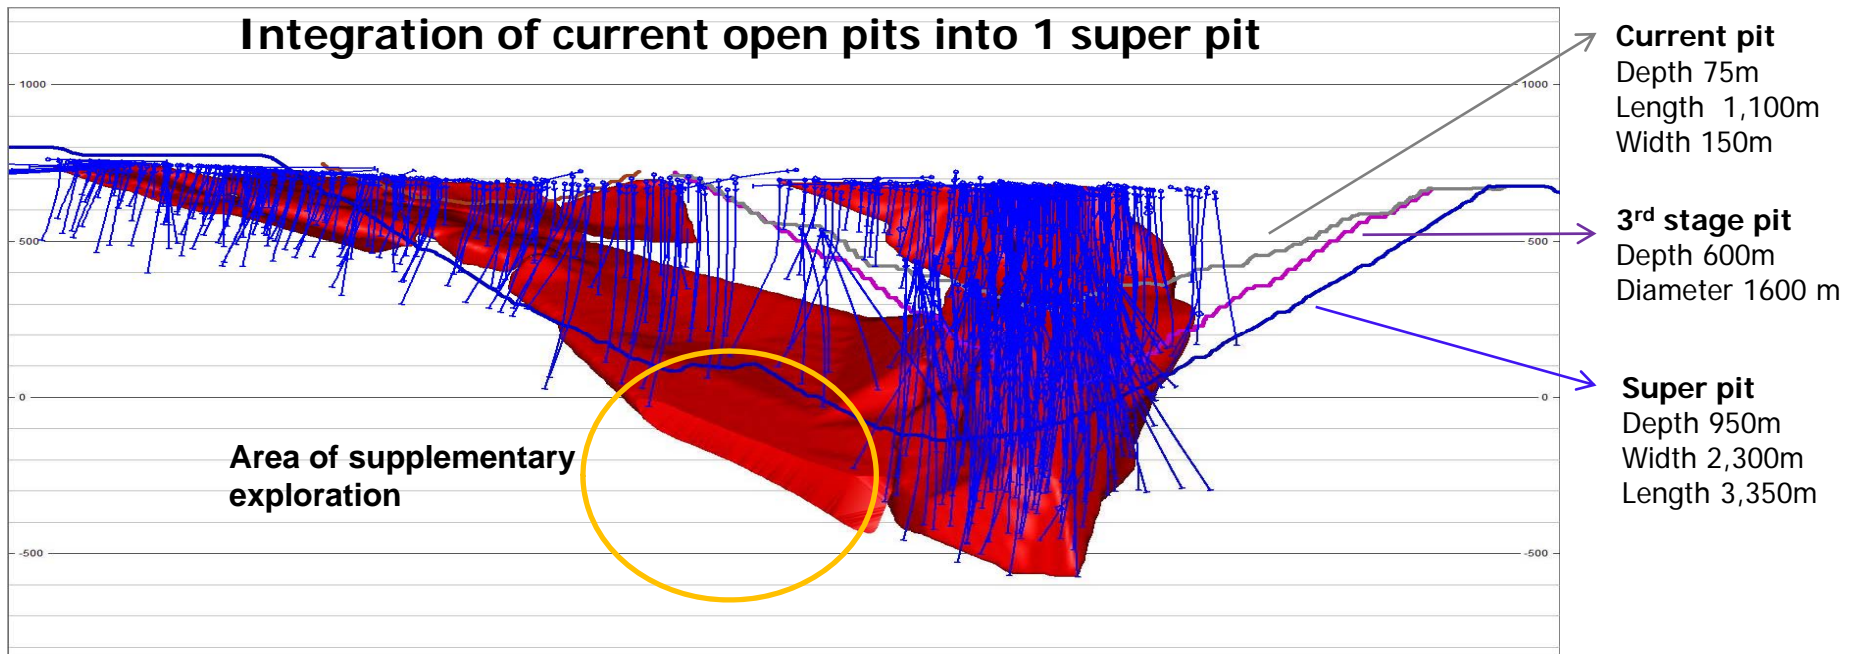 Integration of current open pits into 1 super pit
1000
1000
500
500
0
0
-500
-500
Area of supplementary
exploration
Current pit
Depth 75m
Length 1,100m
Width 150m
3rd stage pit
Depth 600m
Diameter 1600 m
Super pit
Depth 950m
Width 2,300m
Length 3,350m